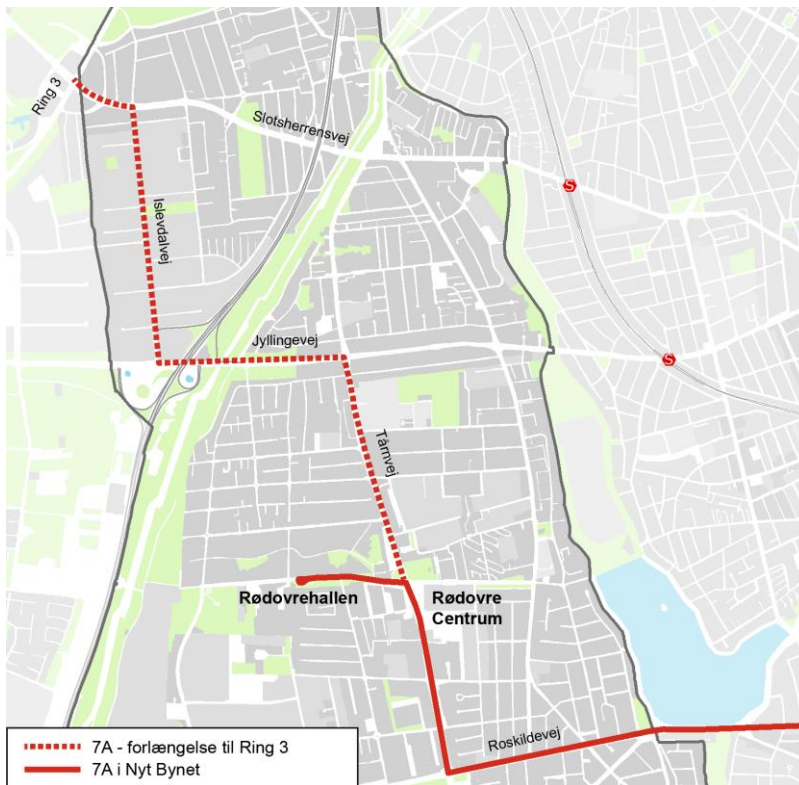 Ring 3
Slotsherrensvej
S
Islevdalvej
Jyllingevej
S
Tårnvej
Rødovrehallen
Rødovre
Centrum
Roskildevej
7A - forlængelse til Ring 3
7A i Nyt Bynet